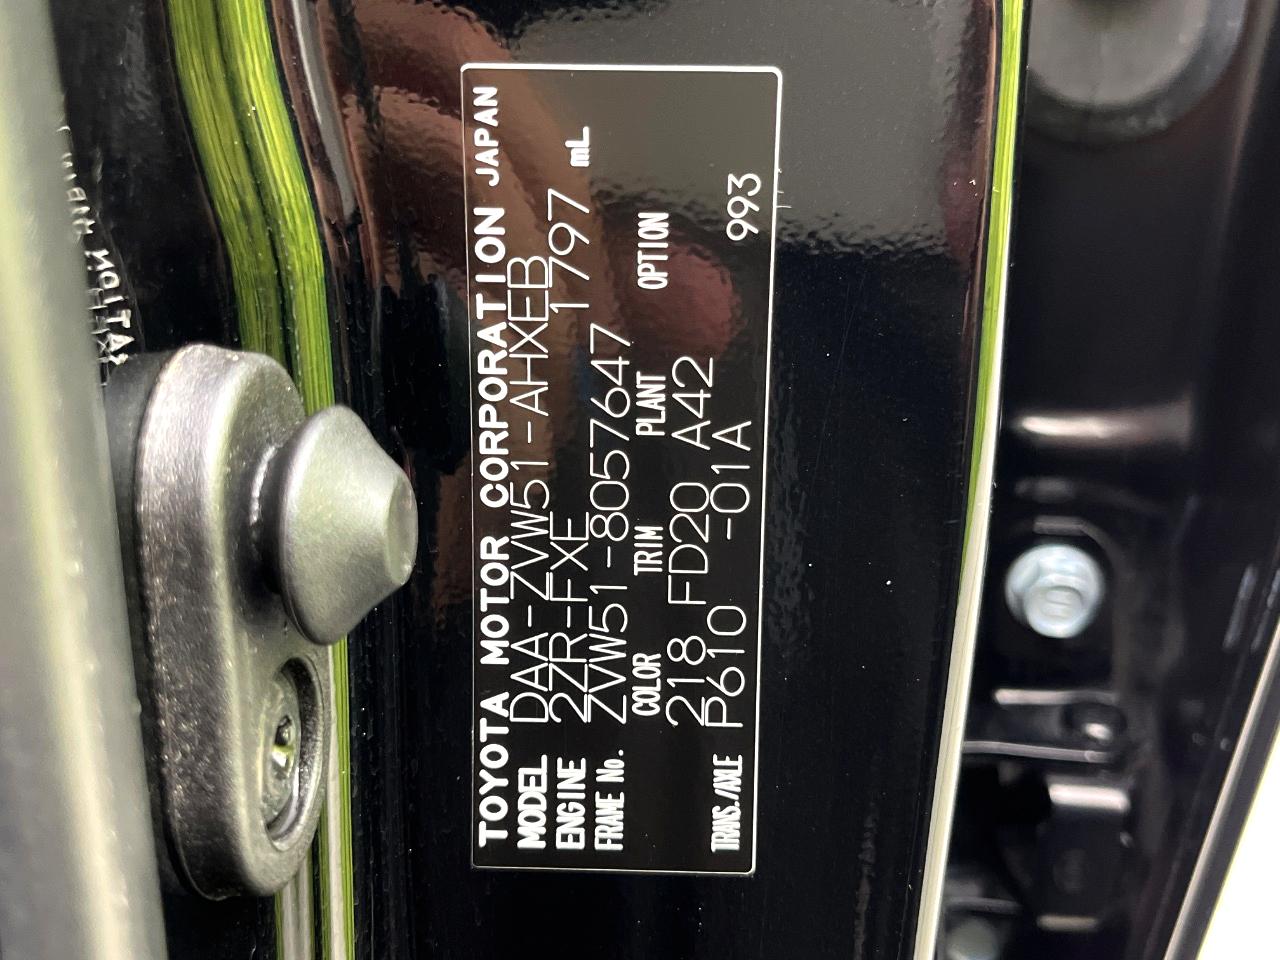 TOYOTA MOTOR CORPORATION JAPAN
MODEL DAA-ZVW51-AHXEB
ENGINE 2ZR-FXE 1797 mL
FRAME No. ZVW51-8057647
COLOR TRIM PLANT OPTION
218 FD20 A42
TRANS./AXLE P610 -01A 993